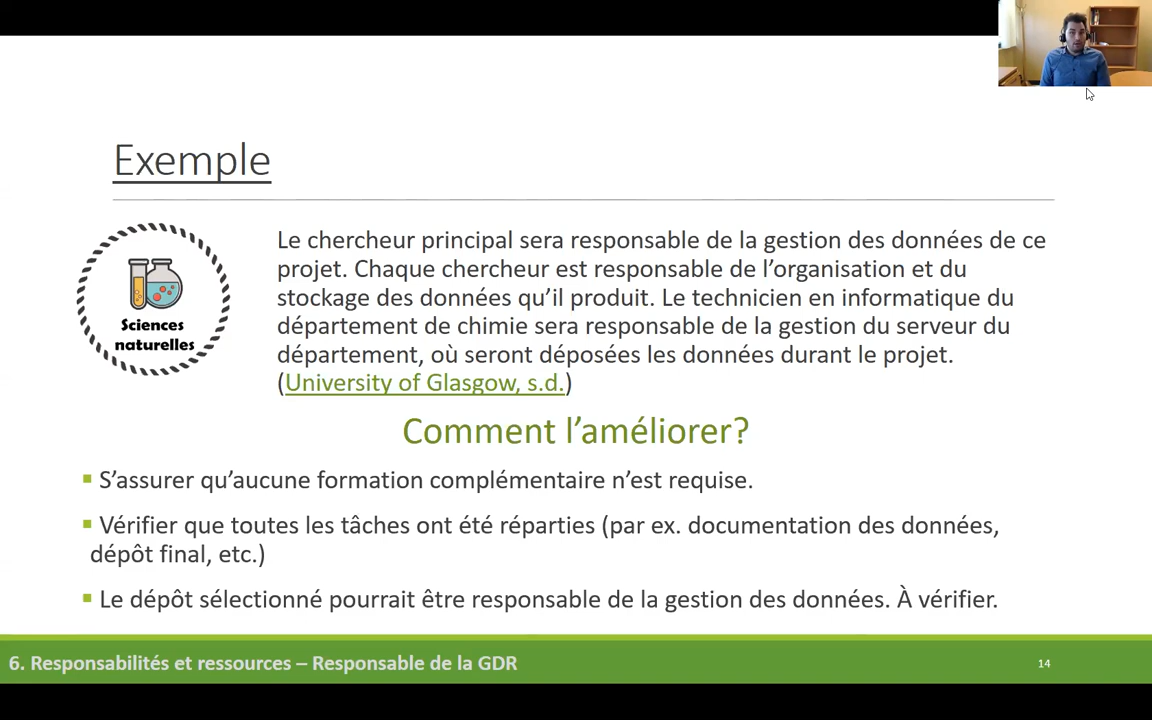 Exemple
Le chercheur principal sera responsable de la gestion des données de ce
projet. Chaque chercheur est responsable de l’organisation et du
stockage des données qu’il produit. Le technicien en informatique du
département de chimie sera responsable de la gestion du serveur du
département, où seront déposées les données durant le projet.
(University of Glasgow, s.d.)
Sciences
naturelles
Comment l’améliorer?
S’assurer qu’aucune formation complémentaire n’est requise.
Vérifier que toutes les tâches ont été réparties (par ex. documentation des données,
dépôt final, etc.)
Le dépôt sélectionné pourrait être responsable de la gestion des données. À vérifier.
6. Responsabilités et ressources – Responsable de la GDR
14